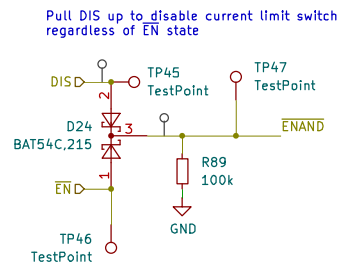 Pull DIS up to disable current limit switch
regardless of EN state
DIS
TP45
TestPoint
TP47
TestPoint
2
D24
BAT54C,215
3
ENAND
1
R89
100k
EN
GND
TP46
TestPoint